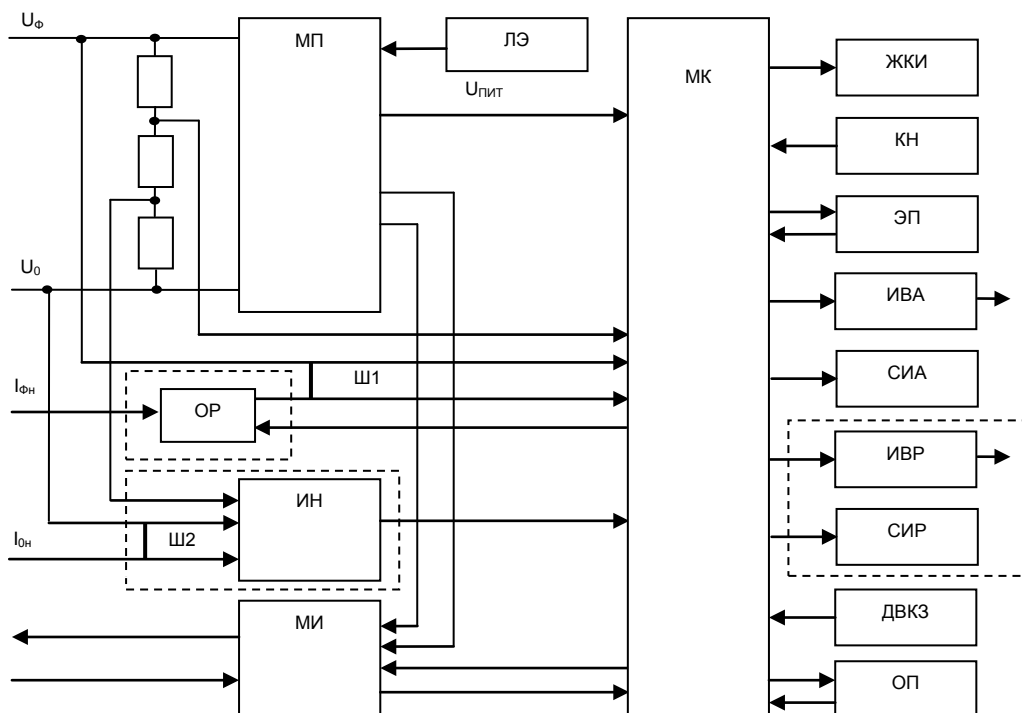 UФ
МП
ЛЭ
МК
ЖКИ
UПИТ
КН
ЭП
U0
ИВА
Ш1
СИА
IФн
ОР
ИВР
ИН
I0н
Ш2
СИР
МИ
ДВКЗ
ОП